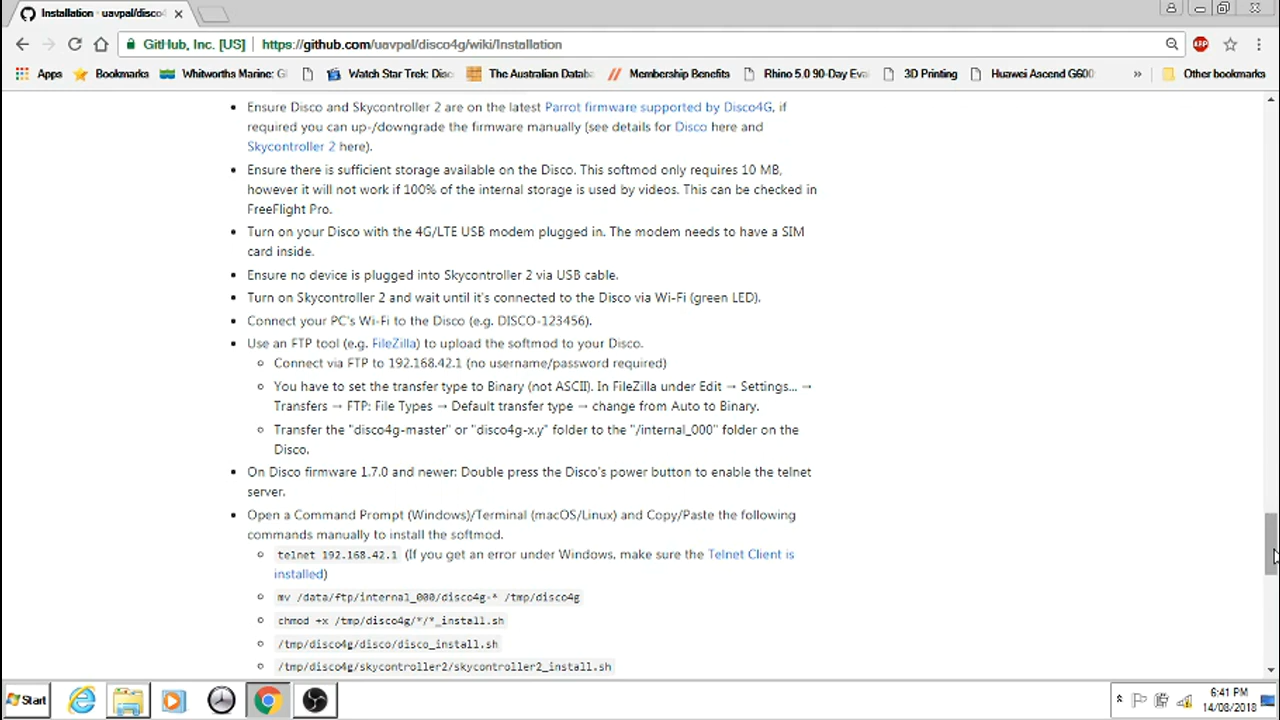 Installation · uavpal/disco4
GitHub, Inc. [US] https://github.com/uavpal/disco4g/wiki/Installation
Apps Bookmarks Whitworths Marine: G Watch Star Trek: Disc The Australian Datab Membership Benefits Rhino 5.0 90-Day Eva 3D Printing Huawei Ascend G600 » Other bookmarks
• Ensure Disco and Skycontroller 2 are on the latest Parrot firmware supported by Disco4G, if
required you can up-/downgrade the firmware manually (see details for Disco here and
Skycontroller 2 here).
• Ensure there is sufficient storage available on the Disco. This softmod only requires 10 MB,
however it will not work if 100% of the internal storage is used by videos. This can be checked in
FreeFlight Pro.
• Turn on your Disco with the 4G/LTE USB modem plugged in. The modem needs to have a SIM
card inside.
• Ensure no device is plugged into Skycontroller 2 via USB cable.
• Turn on Skycontroller 2 and wait until it's connected to the Disco via Wi-Fi (green LED).
• Connect your PC's Wi-Fi to the Disco (e.g. DISCO-123456).
• Use an FTP tool (e.g. FileZilla) to upload the softmod to your Disco.
○ Connect via FTP to 192.168.42.1 (no username/password required)
○ You have to set the transfer type to Binary (not ASCII). In FileZilla under Edit → Settings... →
Transfers → FTP: File Types → Default transfer type → change from Auto to Binary.
○ Transfer the "disco4g-master" or "disco4g-x.y" folder to the "/internal_000" folder on the
Disco.
• On Disco firmware 1.7.0 and newer: Double press the Disco's power button to enable the telnet
server.
• Open a Command Prompt (Windows)/Terminal (macOS/Linux) and Copy/Paste the following
commands manually to install the softmod.
○ telnet 192.168.42.1 (If you get an error under Windows, make sure the Telnet Client is
installed)
○ mv /data/ftp/internal_000/disco4g-* /tmp/disco4g
○ chmod +x /tmp/disco4g/*/*_install.sh
○ /tmp/disco4g/disco/disco_install.sh
○ /tmp/disco4g/skycontroller2/skycontroller2_install.sh
Start
6:41 PM
14/08/2018